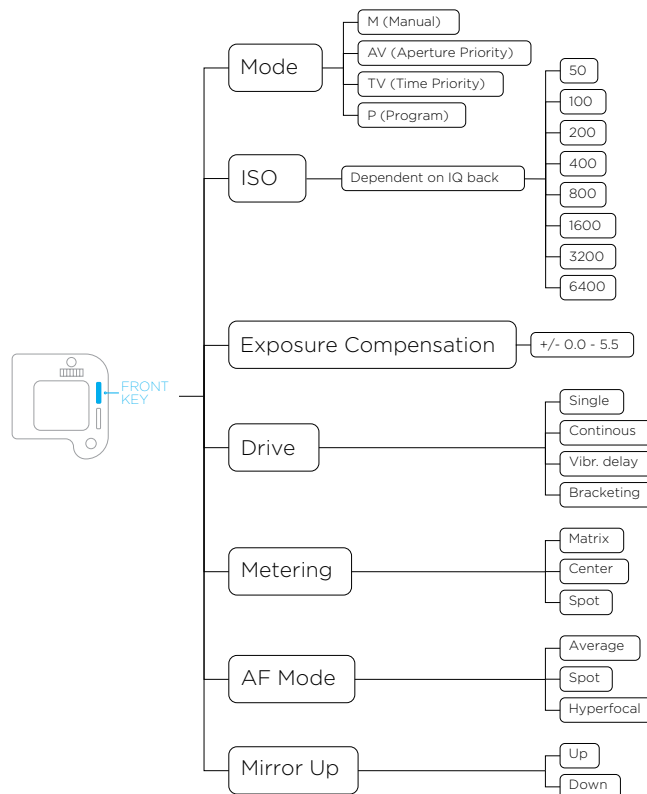 Mode
M (Manual)
AV (Aperture Priority)
TV (Time Priority)
P (Program)
ISO
Dependent on IQ back
50
100
200
400
800
1600
3200
6400
Exposure Compensation
+/- 0.0 - 5.5
FRONT
KEY
Drive
Single
Continous
Vibr. delay
Bracketing
Metering
Matrix
Center
Spot
AF Mode
Average
Spot
Hyperfocal
Mirror Up
Up
Down